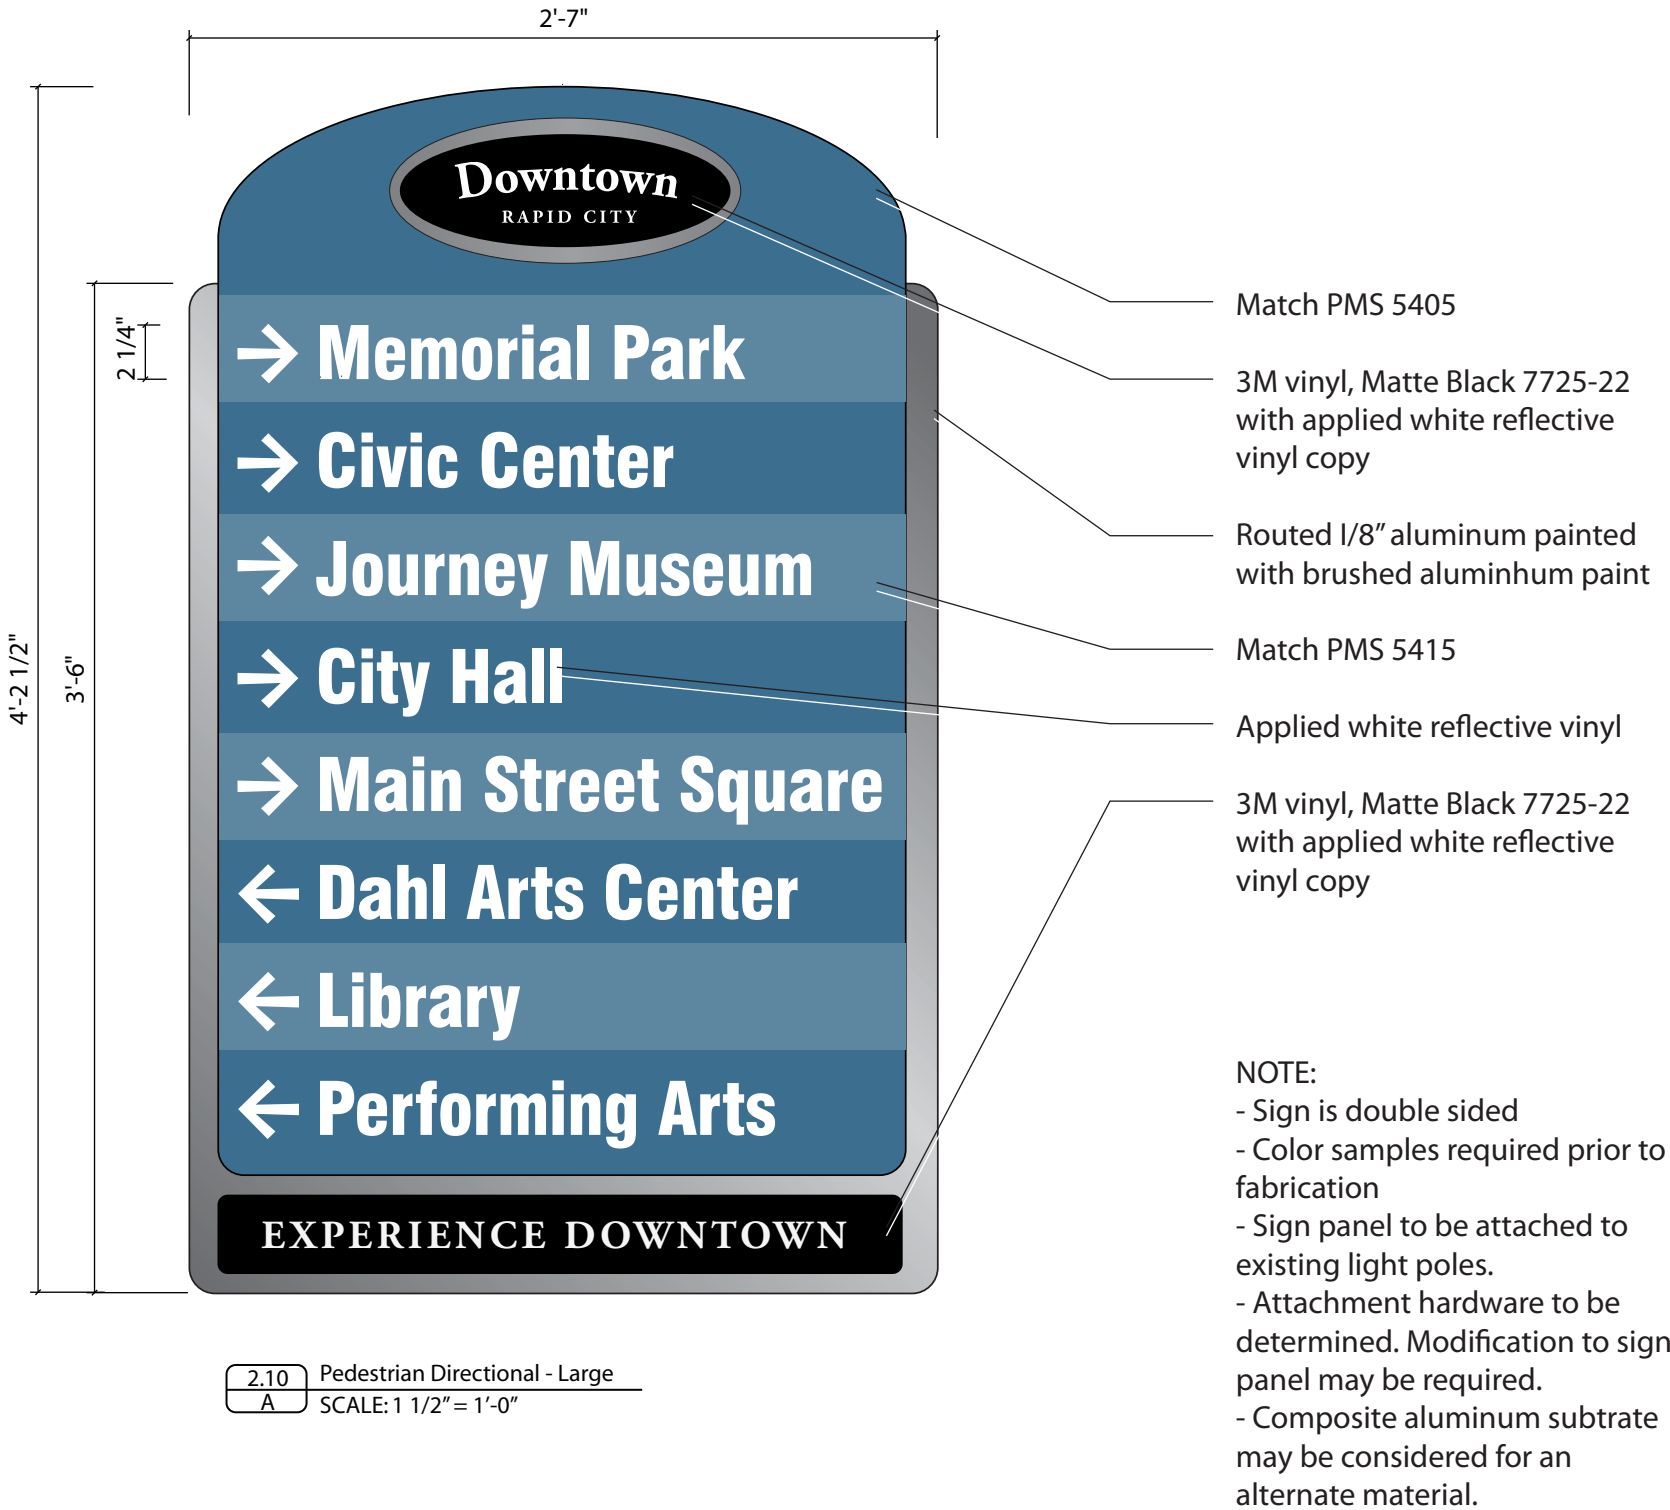 2'-7"
Downtown
RAPID CITY
4'-2 1/2"
3'-6"
2 1/4"
→ Memorial Park
→ Civic Center
→ Journey Museum
→ City Hall
→ Main Street Square
← Dahl Arts Center
← Library
← Performing Arts
EXPERIENCE DOWNTOWN
Match PMS 5405
3M vinyl, Matte Black 7725-22
with applied white reflective
vinyl copy
Routed I/8” aluminum painted
with brushed aluminhum paint
Match PMS 5415
Applied white reflective vinyl
3M vinyl, Matte Black 7725-22
with applied white reflective
vinyl copy
NOTE:
- Sign is double sided
- Color samples required prior to
fabrication
- Sign panel to be attached to
existing light poles.
- Attachment hardware to be
determined. Modification to sign
panel may be required.
- Composite aluminum subtrate
may be considered for an
alternate material.
2.10
A
Pedestrian Directional - Large
SCALE: 1 1/2” = 1’-0”